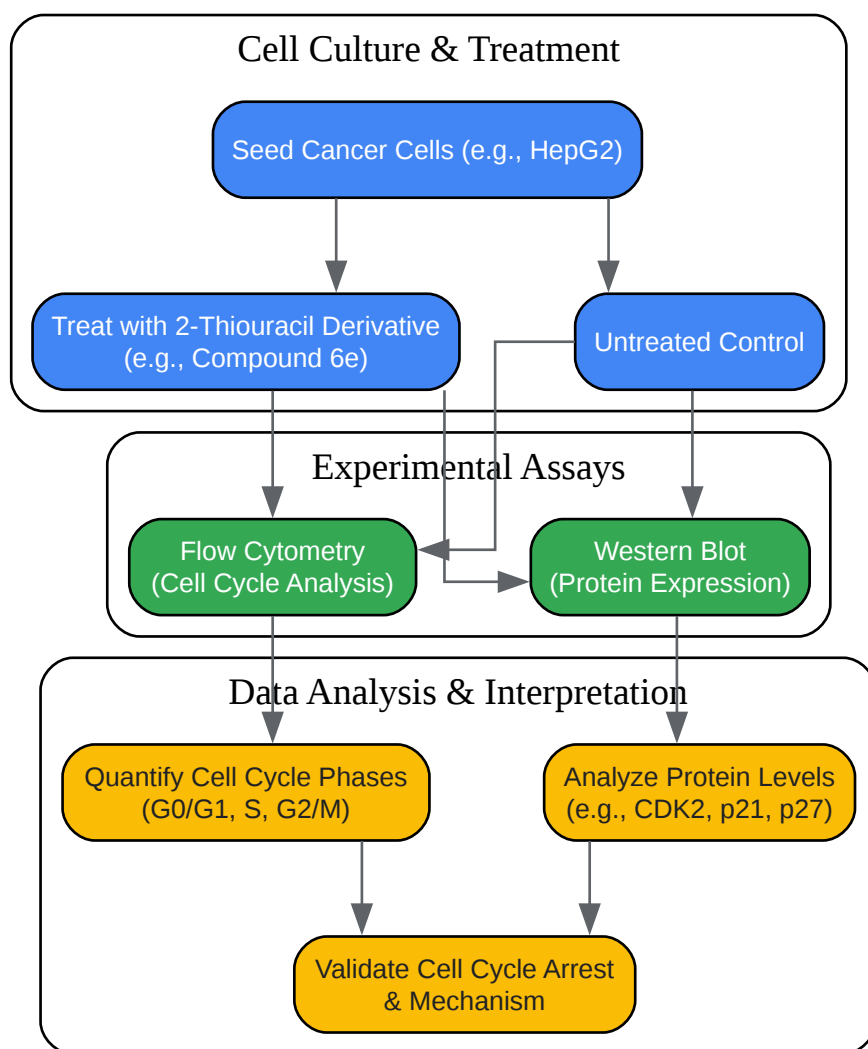 Cell Culture & Treatment
Seed Cancer Cells (e.g., HepG2)
Treat with 2-Thiouracil Derivative
(e.g., Compound 6e)
Untreated Control
Experimental Assays
Flow Cytometry
(Cell Cycle Analysis)
Western Blot
(Protein Expression)
Data Analysis & Interpretation
Quantify Cell Cycle Phases
(G0/G1, S, G2/M)
Analyze Protein Levels
(e.g., CDK2, p21, p27)
Validate Cell Cycle Arrest
& Mechanism